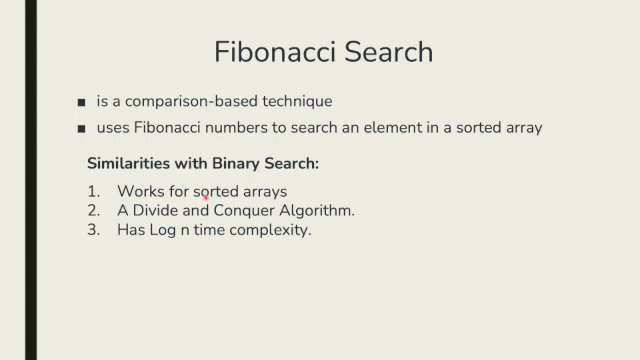 Fibonacci Search
■ is a comparison-based technique
■ uses Fibonacci numbers to search an element in a sorted array
Similarities with Binary Search:
1. Works for sorted arrays
2. A Divide and Conquer Algorithm.
3. Has Log n time complexity.